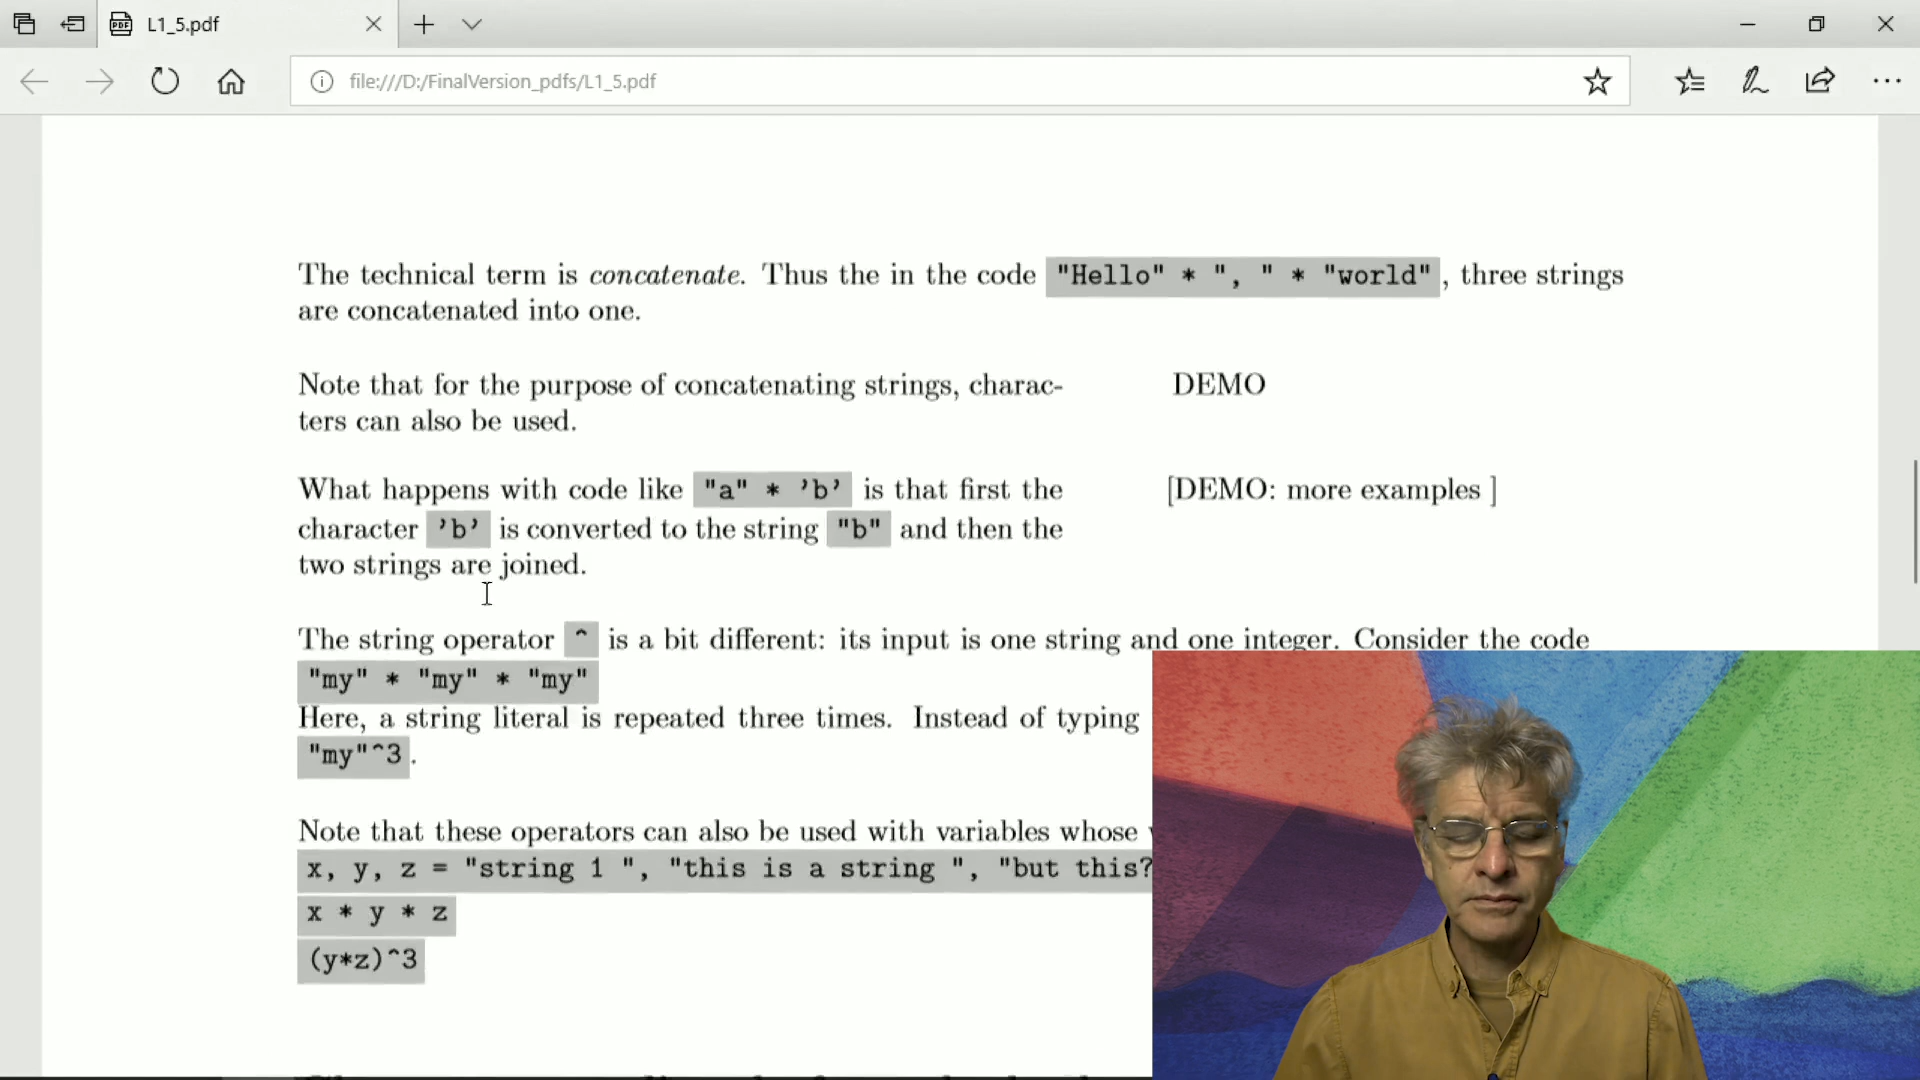 L1_5.pdf
file:///D:/FinalVersion_pdfs/L1_5.pdf
The technical term is concatenate. Thus the in the code "Hello" * ", " * "world" , three strings
are concatenated into one.
Note that for the purpose of concatenating strings, charac-
ters can also be used.
DEMO
What happens with code like "a" * ’b’ is that first the
character ’b’ is converted to the string "b" and then the
two strings are joined.
[DEMO: more examples ]
The string operator ^ is a bit different: its input is one string and one integer. Consider the code
"my" * "my" * "my"
Here, a string literal is repeated three times. Instead of typing
"my"^3 .
Note that these operators can also be used with variables whose
x, y, z = "string 1 ", "this is a string ", "but this?
x * y * z
(y*z)^3